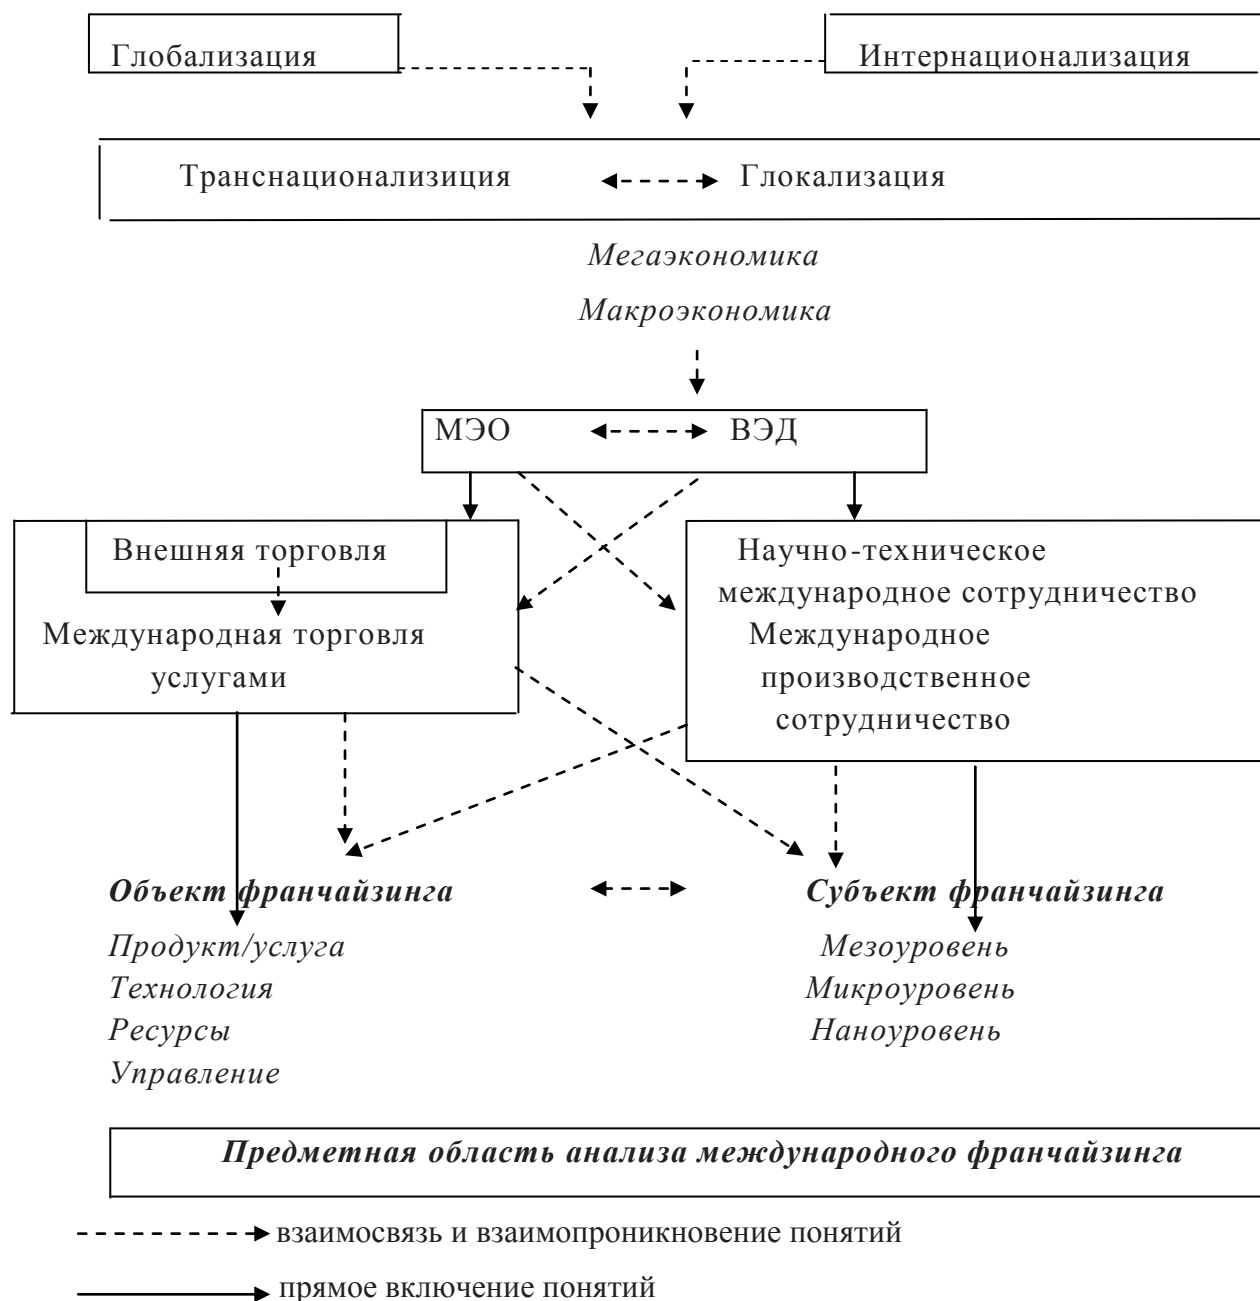 Глобализация
Интернационализация
Транснационализиция
Глокализация
Мегаэкономика
Макроэкономика
МЭО
ВЭД
Внешняя торговля
Международная торговля
услугами
Научно-техническое
международное сотрудничество
Международное
производственное
сотрудничество
Объект франчайзинга
Субъект франчайзинга
Продукт/услуга
Технология
Ресурсы
Управление
Мезоуровень
Микроуровень
Наноуровень
Предметная область анализа международного франчайзинга
взаимосвязь и взаимопроникновение понятий
прямое включение понятий